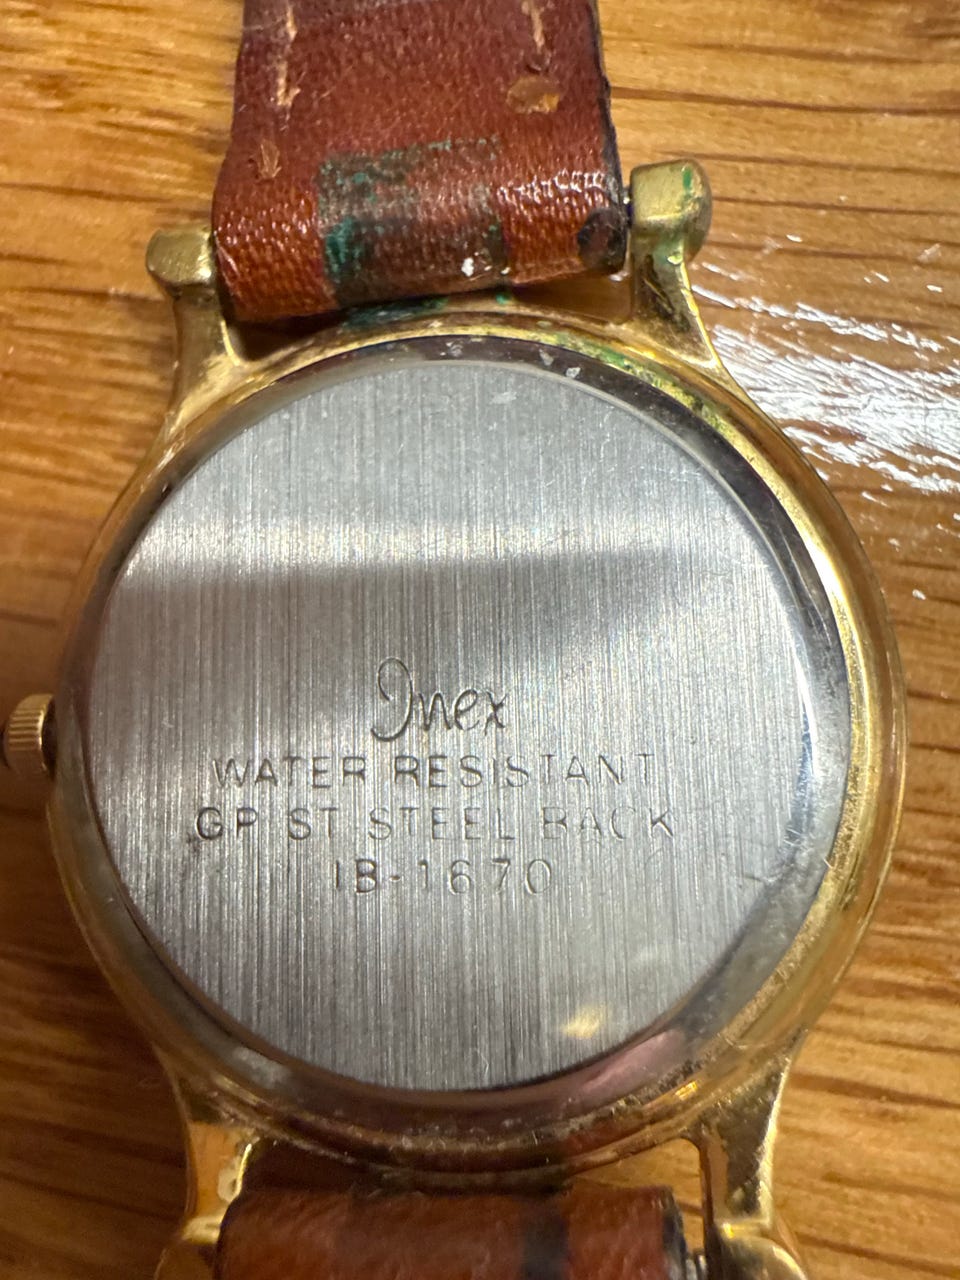 Inex
WATER RESISTANT
GP ST STEEL BACK
IB-1670